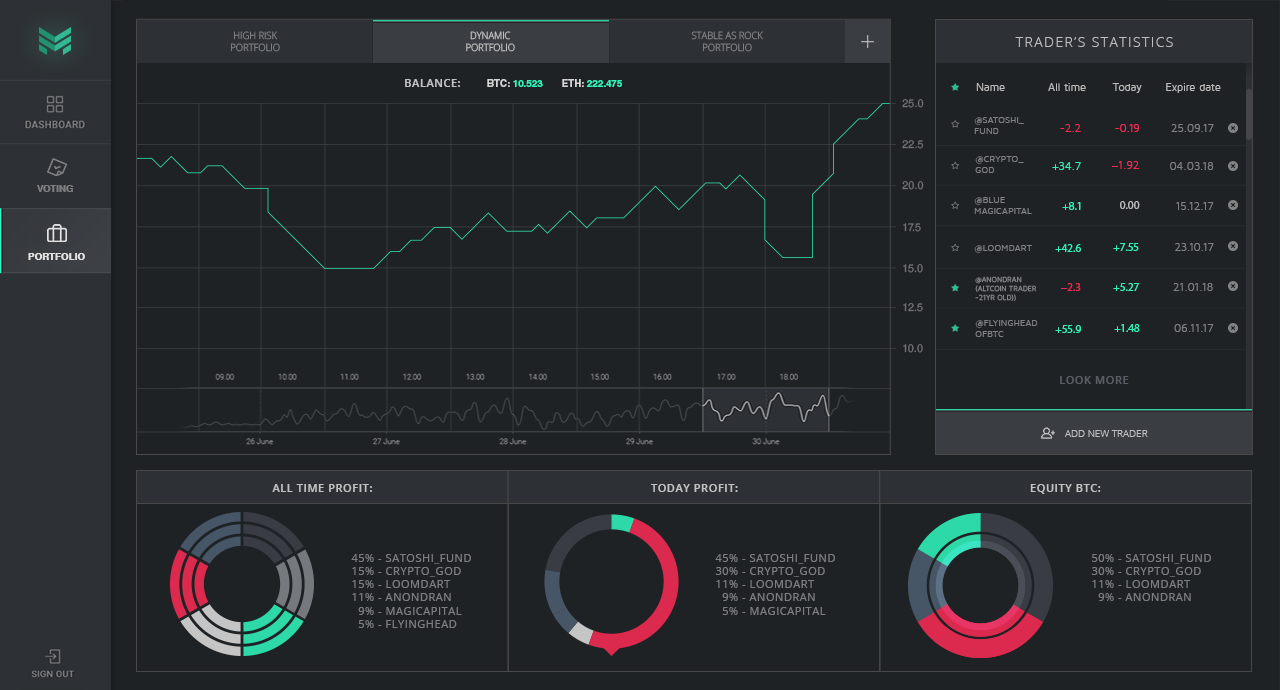 DASHBOARD
VOTING
PORTFOLIO
SIGN OUT
HIGH RISK
PORTFOLIO
DYNAMIC
PORTFOLIO
STABLE AS ROCK
PORTFOLIO
BALANCE: BTC: 10.523 ETH: 222.475
25.0
22.5
20.0
17.5
15.0
12.5
10.0
09.00 10.00 11.00 12.00 13.00 14.00 15.00 16.00 17.00 18.00
26 June 27 June 28 June 29 June 30 June
TRADER'S STATISTICS
Name All time Today Expire date
@SATOSHI_
FUND -2.2 -0.19 25.09.17
@CRYPTO_
GOD +34.7 -1.92 04.03.18
@BLUE
MAGICAPITAL +8.1 0.00 15.12.17
@LOOMDART +42.6 +7.55 23.10.17
@ANONDRAN
(ALTCOIN TRADER
~21YR OLD)) -2.3 +5.27 21.01.18
@FLYINGHEAD
OFBTC +55.9 +1.48 06.11.17
LOOK MORE
ADD NEW TRADER
ALL TIME PROFIT:
45% - SATOSHI_FUND
15% - CRYPTO_GOD
15% - LOOMDART
11% - ANONDRAN
9% - MAGICAPITAL
5% - FLYINGHEAD
TODAY PROFIT:
45% - SATOSHI_FUND
30% - CRYPTO_GOD
11% - LOOMDART
9% - ANONDRAN
5% - MAGICAPITAL
EQUITY BTC:
50% - SATOSHI_FUND
30% - CRYPTO_GOD
11% - LOOMDART
9% - ANONDRAN